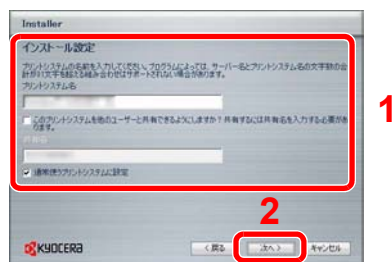 Installer
インストール設定
プリントシステムの名前を入力してください。プログラムによっては、サーバー名とプリントシステム名の文字数の合
計が31文字を超える組み合わせはサポートされない場合があります。
プリントシステム名
このプリントシステムを他のユーザーと共有できるようにしますか？共有するには共有名を入力する必要があ
ります。
共有名
通常使うプリントシステムに設定
1
2
KYOCERA
< 戻る
次へ >
キャンセル